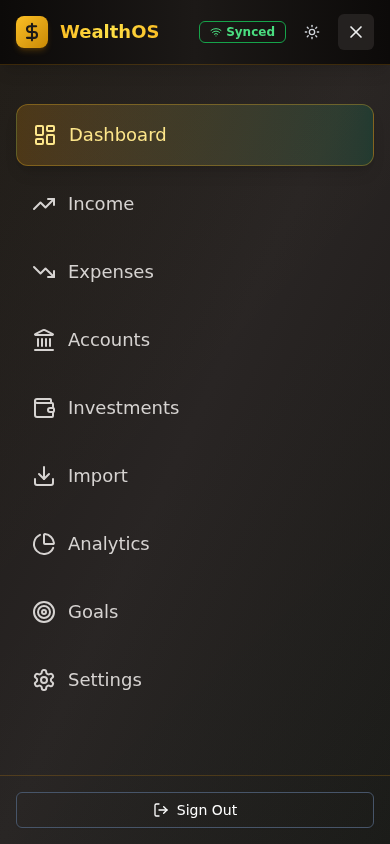 WealthOS
Synced
Dashboard
Income
Expenses
Accounts
Investments
Import
Analytics
Goals
Settings
Sign Out